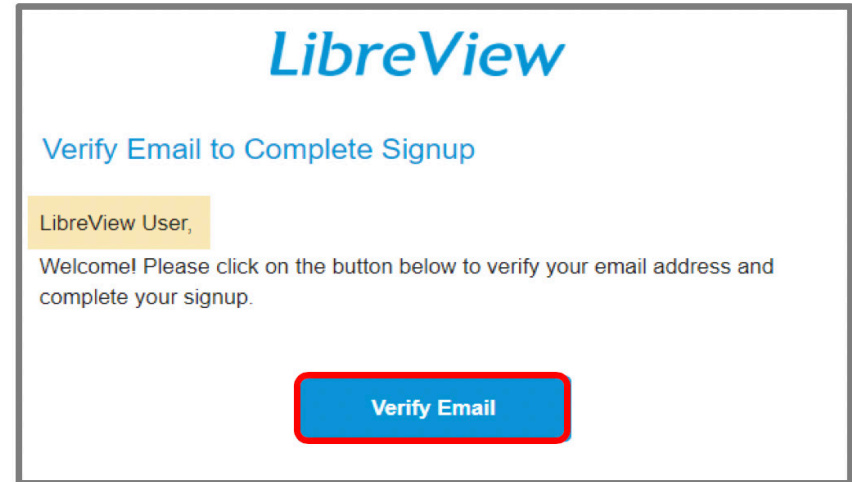 LibreView
Verify Email to Complete Signup
LibreView User,
Welcome! Please click on the button below to verify your email address and
complete your signup.
Verify Email